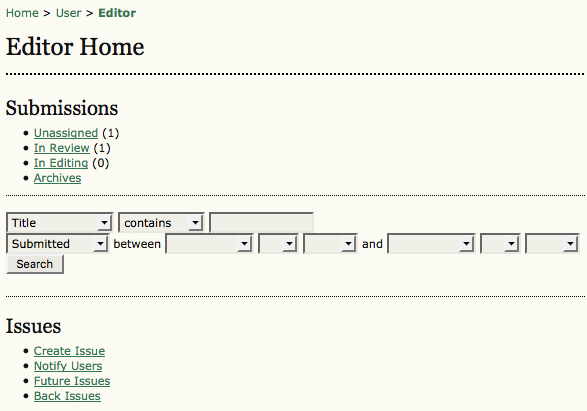 Home > User > Editor
Editor Home
Submissions
Unassigned (1)
In Review (1)
In Editing (0)
Archives
Title contains
Submitted between and
Search
Issues
Create Issue
Notify Users
Future Issues
Back Issues